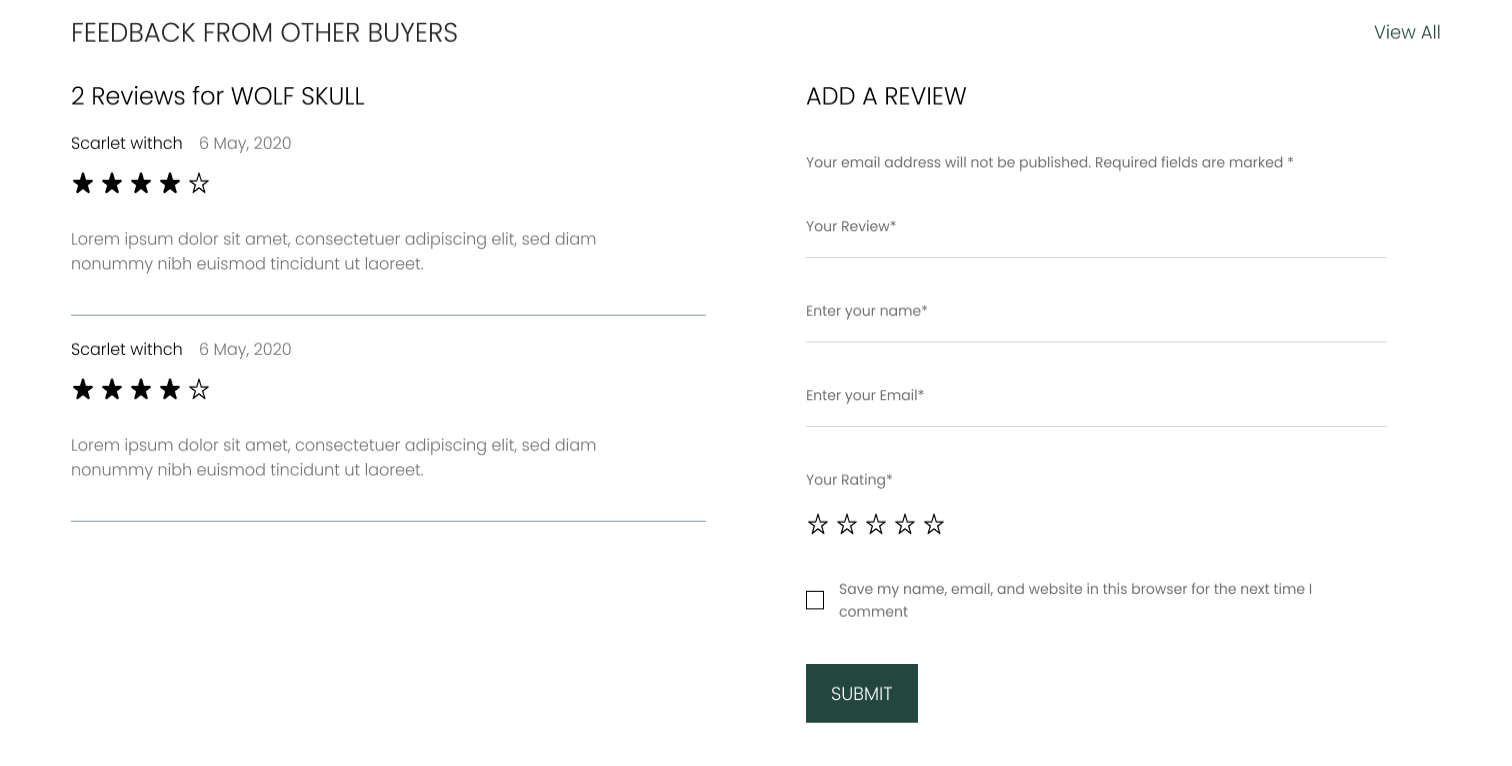 FEEDBACK FROM OTHER BUYERS
View All
2 Reviews for WOLF SKULL
Scarlet withch 6 May, 2020
Lorem ipsum dolor sit amet, consectetuer adipiscing elit, sed diam
nonummy nibh euismod tincidunt ut laoreet.
Scarlet withch 6 May, 2020
Lorem ipsum dolor sit amet, consectetuer adipiscing elit, sed diam
nonummy nibh euismod tincidunt ut laoreet.
ADD A REVIEW
Your email address will not be published. Required fields are marked *
Your Review*
Enter your name*
Enter your Email*
Your Rating*
Save my name, email, and website in this browser for the next time I
comment
SUBMIT